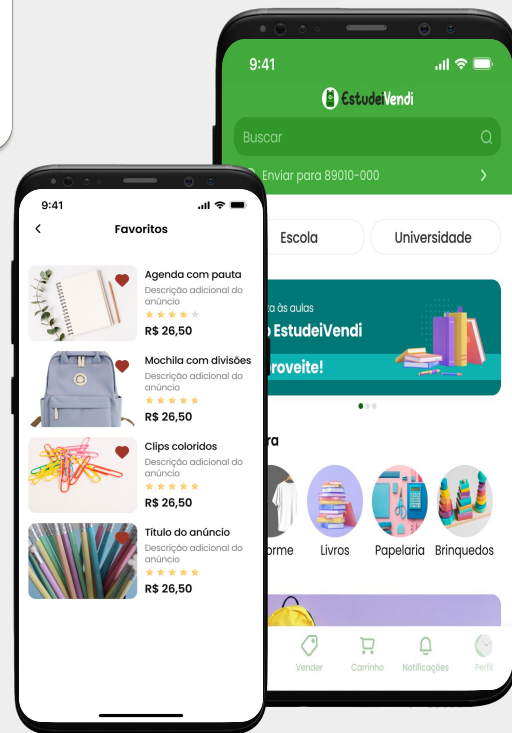 9:41
EstudeiVendi
Buscar
Enviar para 89010-000
Escola
Universidade
EstudeiVendi
roveite!
Livros
Papelaria
Brinquedos
Vender
Carrinho
Notificações
Perfil
9:41
Favoritos
Agenda com pauta
Descrição adicional do
anúncio
R$ 26,50
Mochila com divisões
Descrição adicional do
anúncio
R$ 26,50
Clips coloridos
Descrição adicional do
anúncio
R$ 26,50
Título do anúncio
Descrição adicional do
anúncio
R$ 26,50